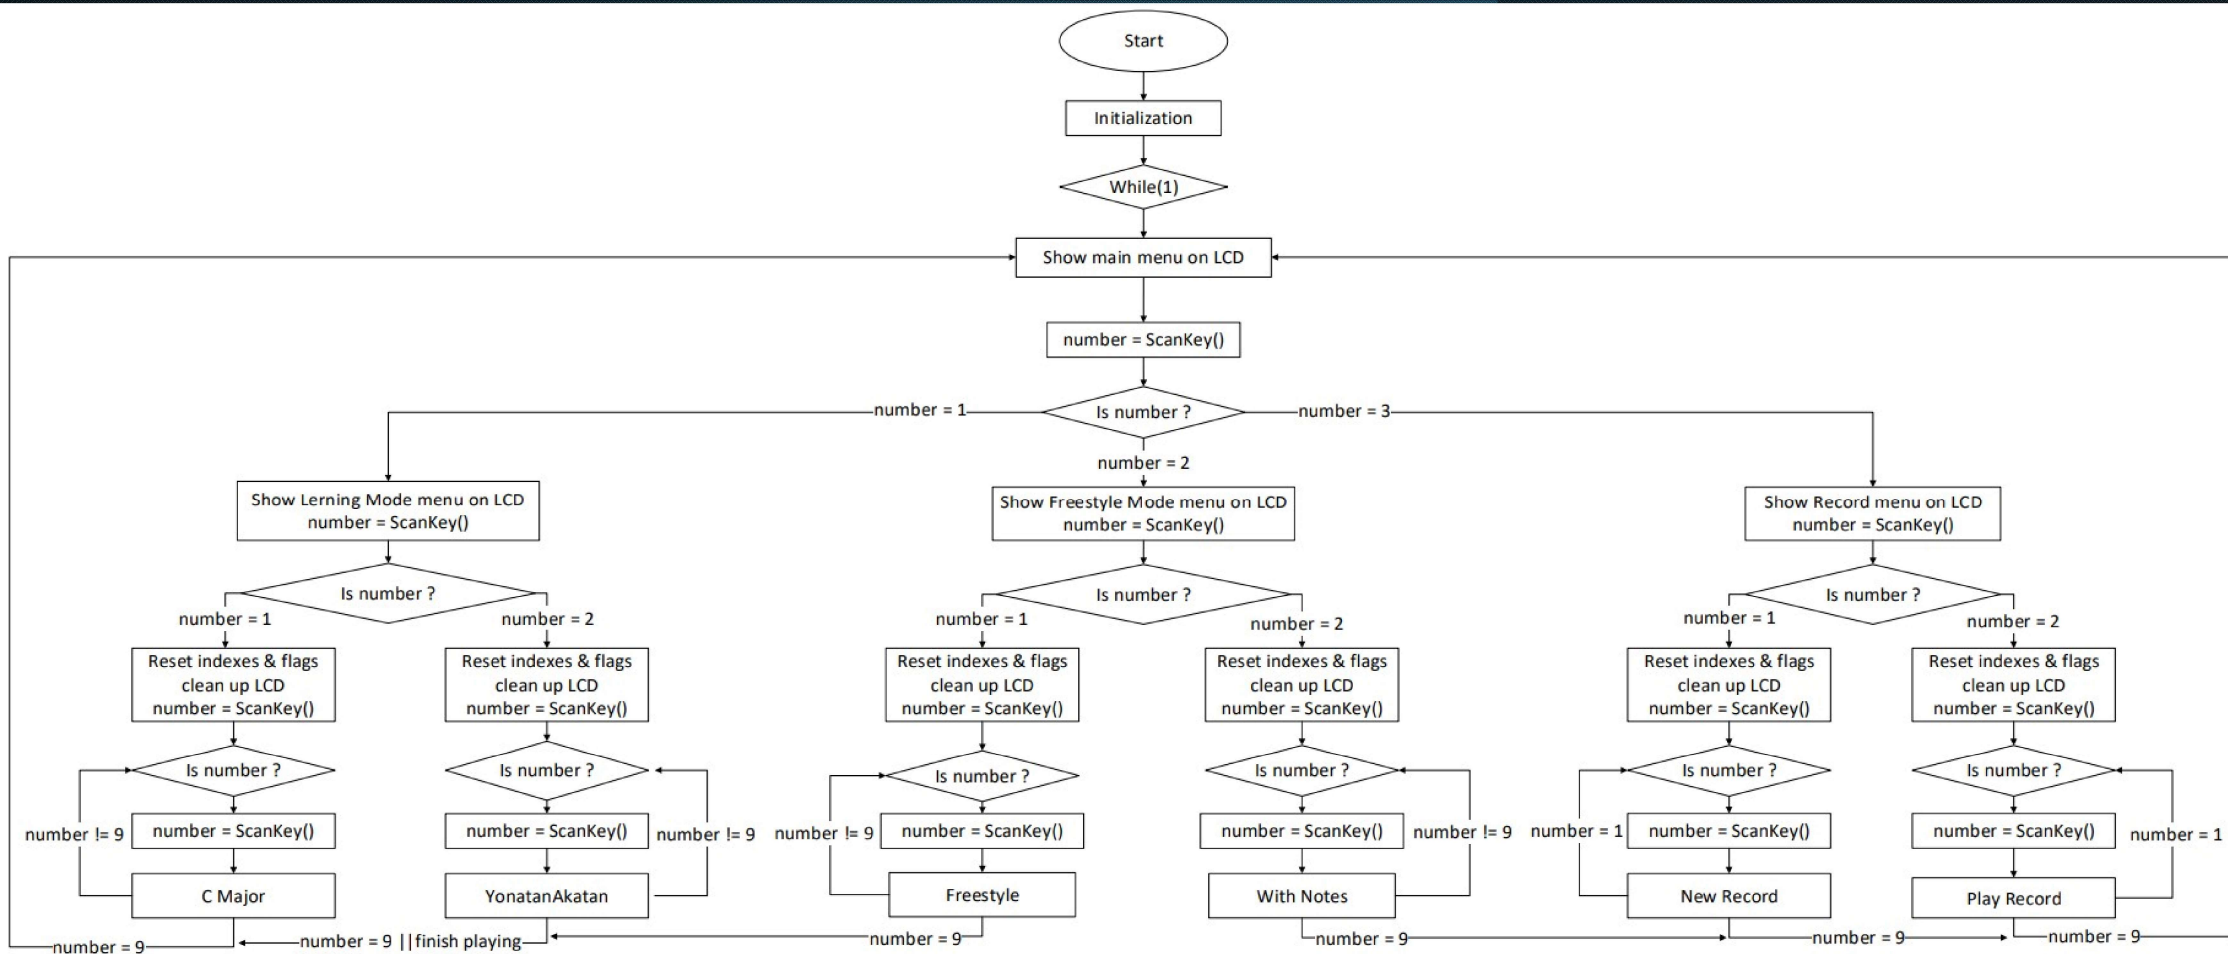 Start
Initialization
While(1)
Show main menu on LCD
number = ScanKey()
number = 1
Is number ?
number = 3
number = 2
Show Lerning Mode menu on LCD
number = ScanKey()
Show Freestyle Mode menu on LCD
number = ScanKey()
Show Record menu on LCD
number = ScanKey()
Is number ?
Is number ?
Is number ?
number = 1
number = 2
number = 1
number = 2
number = 1
number = 2
Reset indexes & flags
clean up LCD
number = ScanKey()
Reset indexes & flags
clean up LCD
number = ScanKey()
Reset indexes & flags
clean up LCD
number = ScanKey()
Reset indexes & flags
clean up LCD
number = ScanKey()
Reset indexes & flags
clean up LCD
number = ScanKey()
Reset indexes & flags
clean up LCD
number = ScanKey()
Is number ?
Is number ?
Is number ?
Is number ?
Is number ?
Is number ?
number != 9
number = ScanKey()
number = ScanKey()
number != 9
number != 9
number = ScanKey()
number = ScanKey()
number != 9
number = 1
number = ScanKey()
number = ScanKey()
number = 1
C Major
YonatanAkatan
Freestyle
With Notes
New Record
Play Record
number = 9
number = 9 ||finish playing
number = 9
number = 9
number = 9
number = 9